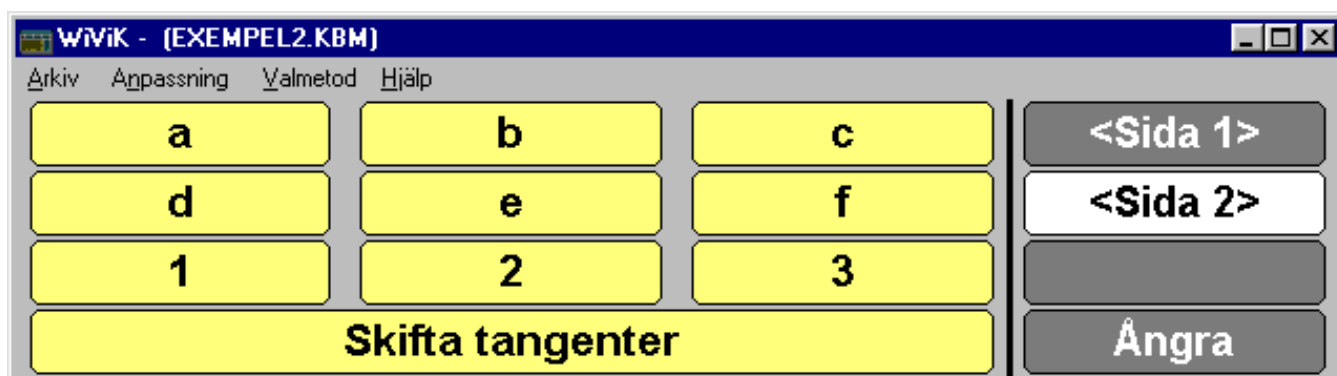 WiViK - (EXEMPEL2.KBM)
Arkiv Anpassning Valmetod Hjälp
a b c <Sida 1>
d e f <Sida 2>
1 2 3
Skifta tangenter Ångra